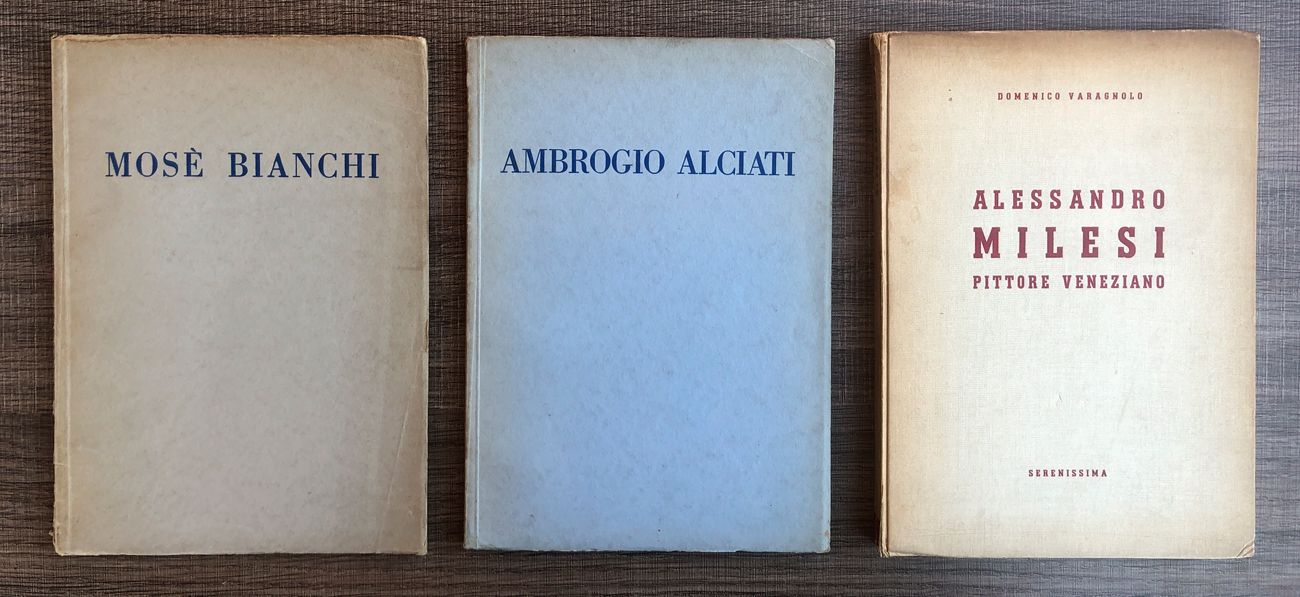 MOSÈ BIANCHI
AMBROGIO ALCIATI
DOMENICO VARAGNOLO
ALESSANDRO
MILESI
PITTORE VENEZIANO
SERENISSIMA